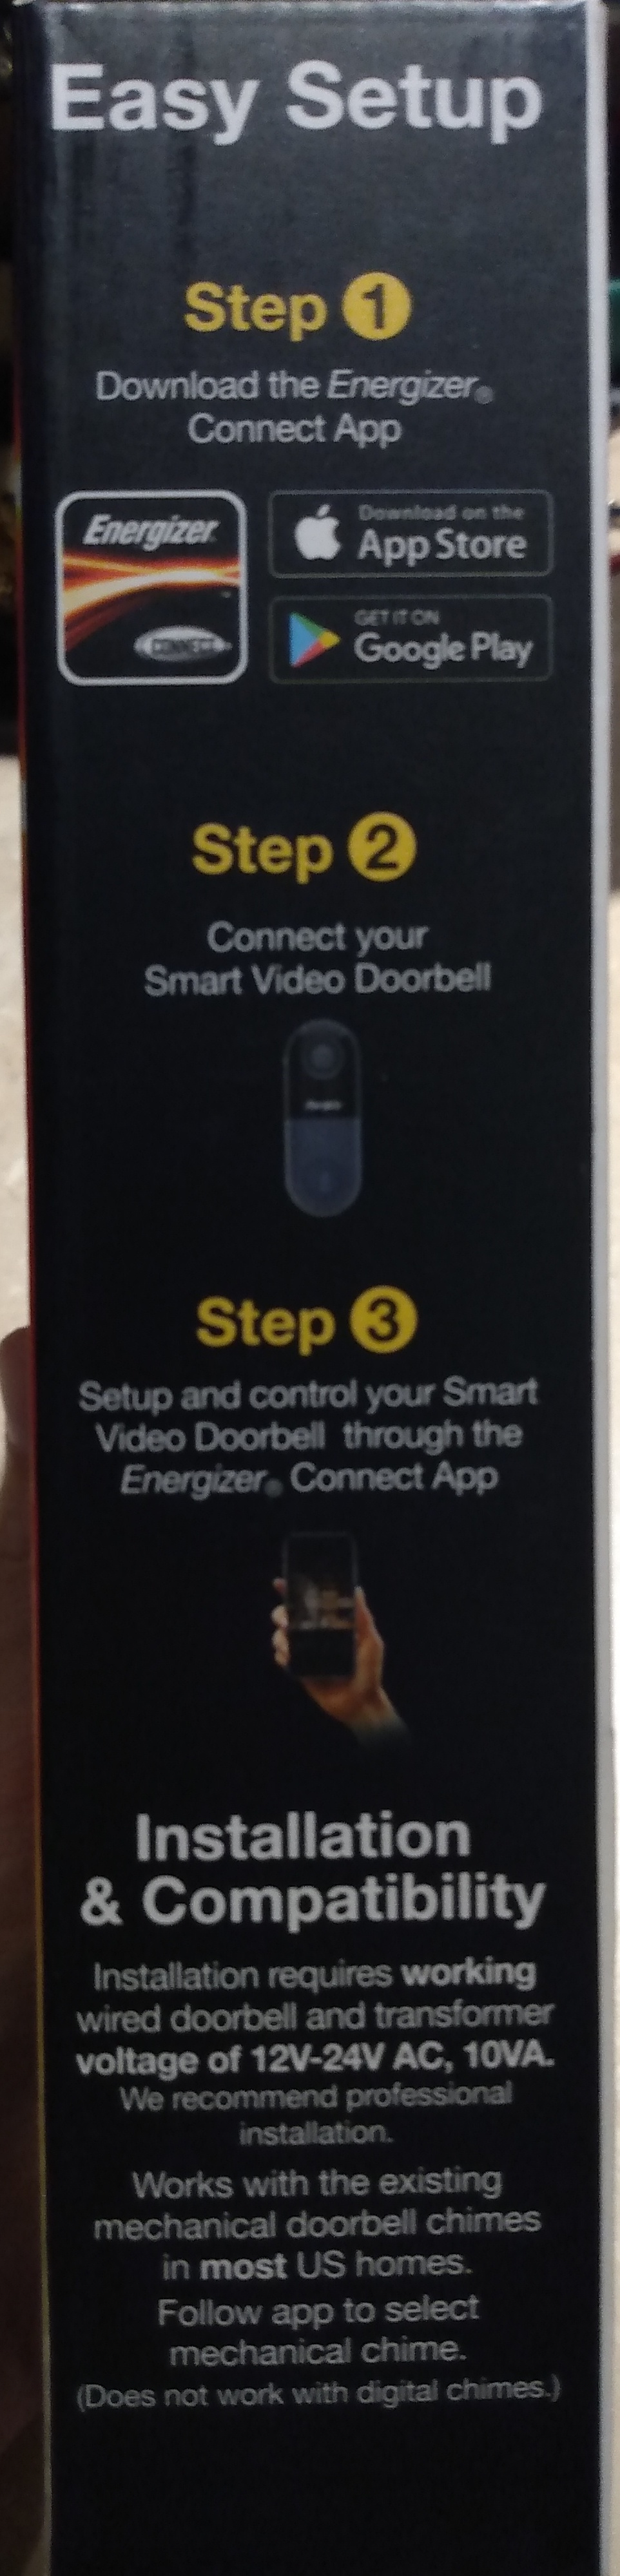 Easy Setup
Step 1
Download the Energizer®
Connect App
Energizer
CONNECT
Download on the
App Store
GET IT ON
Google Play
Step 2
Connect your
Smart Video Doorbell
Step 3
Setup and control your Smart
Video Doorbell through the
Energizer® Connect App
Installation
& Compatibility
Installation requires working
wired doorbell and transformer
voltage of 12V-24V AC, 10VA.
We recommend professional
installation.
Works with the existing
mechanical doorbell chimes
in most US homes.
Follow app to select
mechanical chime.
(Does not work with digital chimes.)